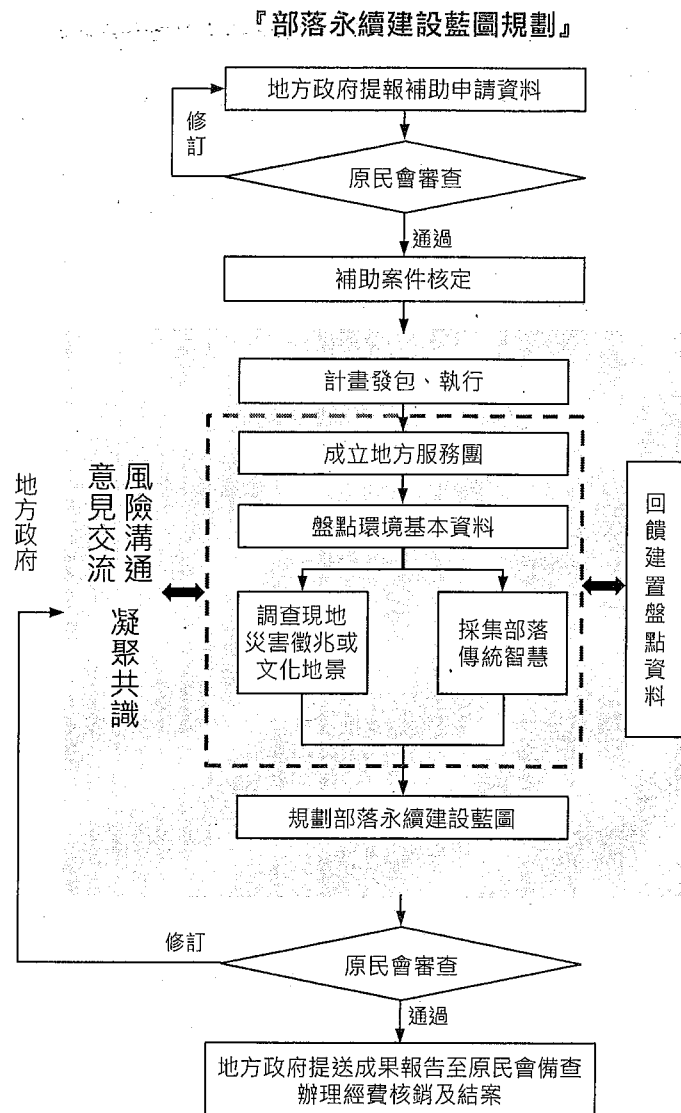 『部落永續建設藍圖規劃』
地方政府提報補助申請資料
修訂
原民會審查
通過
補助案件核定
計畫發包、執行
成立地方服務團
盤點環境基本資料
調查現地
災害徵兆或
文化地景
採集部落
傳統智慧
風險溝通
意見交流
凝聚共識
地方政府
回饋建置盤點資料
規劃部落永續建設藍圖
修訂
原民會審查
通過
地方政府提送成果報告至原民會備查
辦理經費核銷及結案